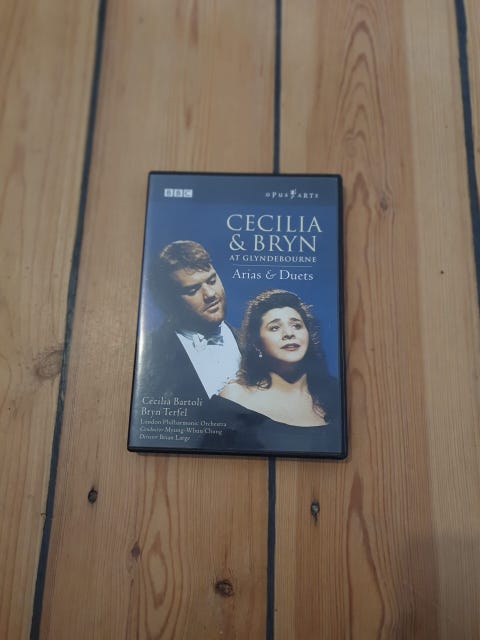 BBC
OPUS ARTE
CECILIA
& BRYN
AT GLYNDEBOURNE
Arias & Duets
Cecilia Bartoli
Bryn Terfel
London Philharmonic Orchestra
Conductor Myung-Whun Chung
Director Brian Large